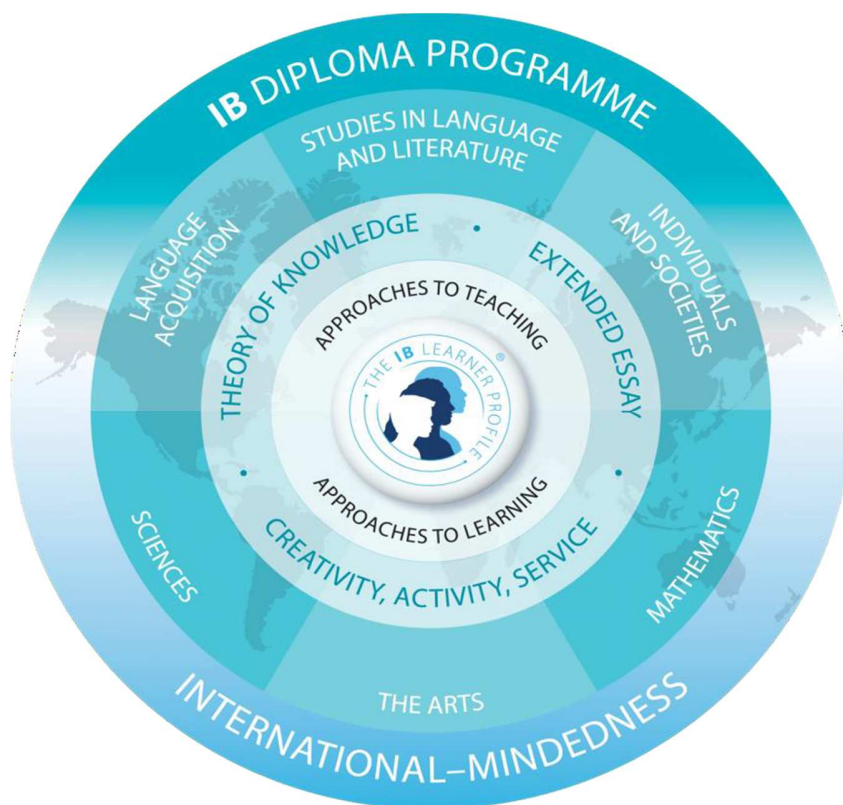 IB DIPLOMA PROGRAMME
STUDIES IN LANGUAGE
AND LITERATURE
LANGUAGE
ACQUISITION
INDIVIDUALS
AND SOCIETIES
THEORY OF KNOWLEDGE
EXTENDED ESSAY
APPROACHES TO TEACHING
THE IB LEARNER PROFILE ®
APPROACHES TO LEARNING
CREATIVITY, ACTIVITY, SERVICE
SCIENCES
MATHEMATICS
THE ARTS
INTERNATIONAL–MINDEDNESS